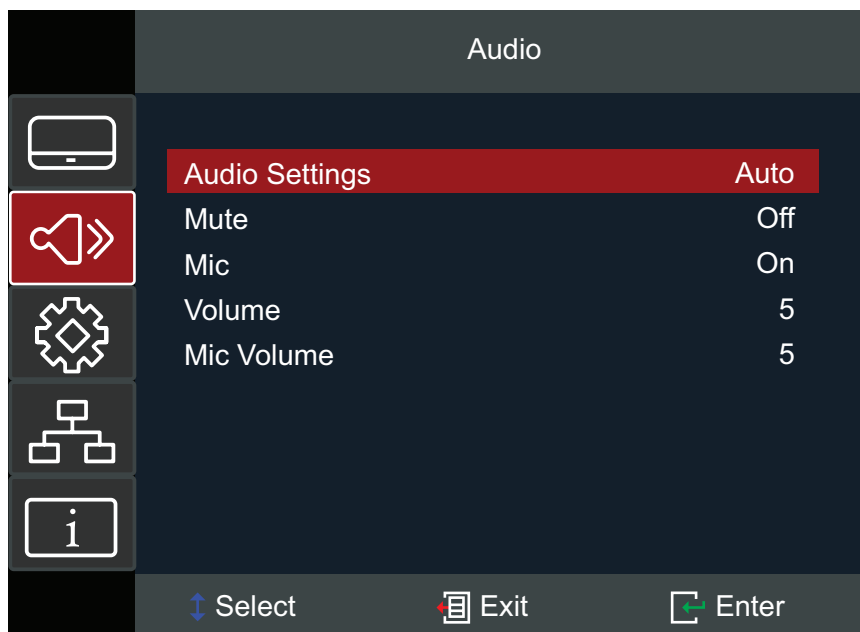 Audio
Audio Settings Auto
Mute Off
Mic On
Volume 5
Mic Volume 5
i
Select Exit Enter